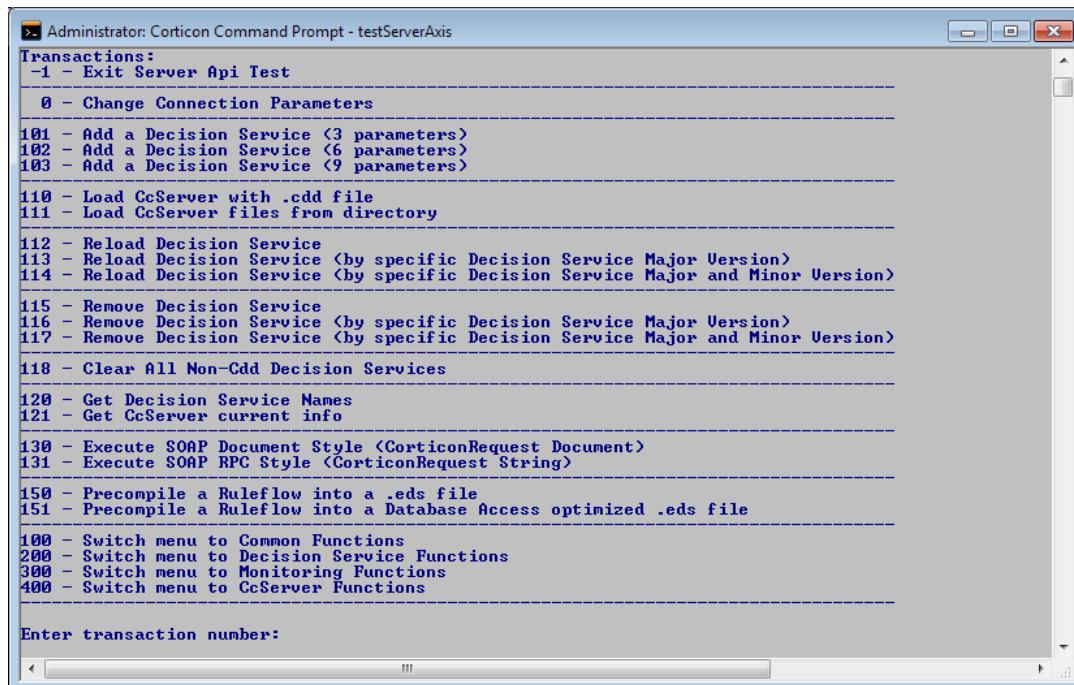 Administrator: Corticon Command Prompt - testServerAxis
Transactions:
-1 - Exit Server Api Test
0 - Change Connection Parameters
101 - Add a Decision Service (3 parameters)
102 - Add a Decision Service (6 parameters)
103 - Add a Decision Service (9 parameters)
110 - Load CcServer with .cdd file
111 - Load CcServer files from directory
112 - Reload Decision Service
113 - Reload Decision Service (by specific Decision Service Major Version)
114 - Reload Decision Service (by specific Decision Service Major and Minor Version)
115 - Remove Decision Service
116 - Remove Decision Service (by specific Decision Service Major Version)
117 - Remove Decision Service (by specific Decision Service Major and Minor Version)
118 - Clear All Non-Cdd Decision Services
120 - Get Decision Service Names
121 - Get CcServer current info
130 - Execute SOAP Document Style (CorticonRequest Document)
131 - Execute SOAP RPC Style (CorticonRequest String)
150 - Precompile a Ruleflow into a .eds file
151 - Precompile a Ruleflow into a Database Access optimized .eds file
100 - Switch menu to Common Functions
200 - Switch menu to Decision Service Functions
300 - Switch menu to Monitoring Functions
400 - Switch menu to CcServer Functions
Enter transaction number: